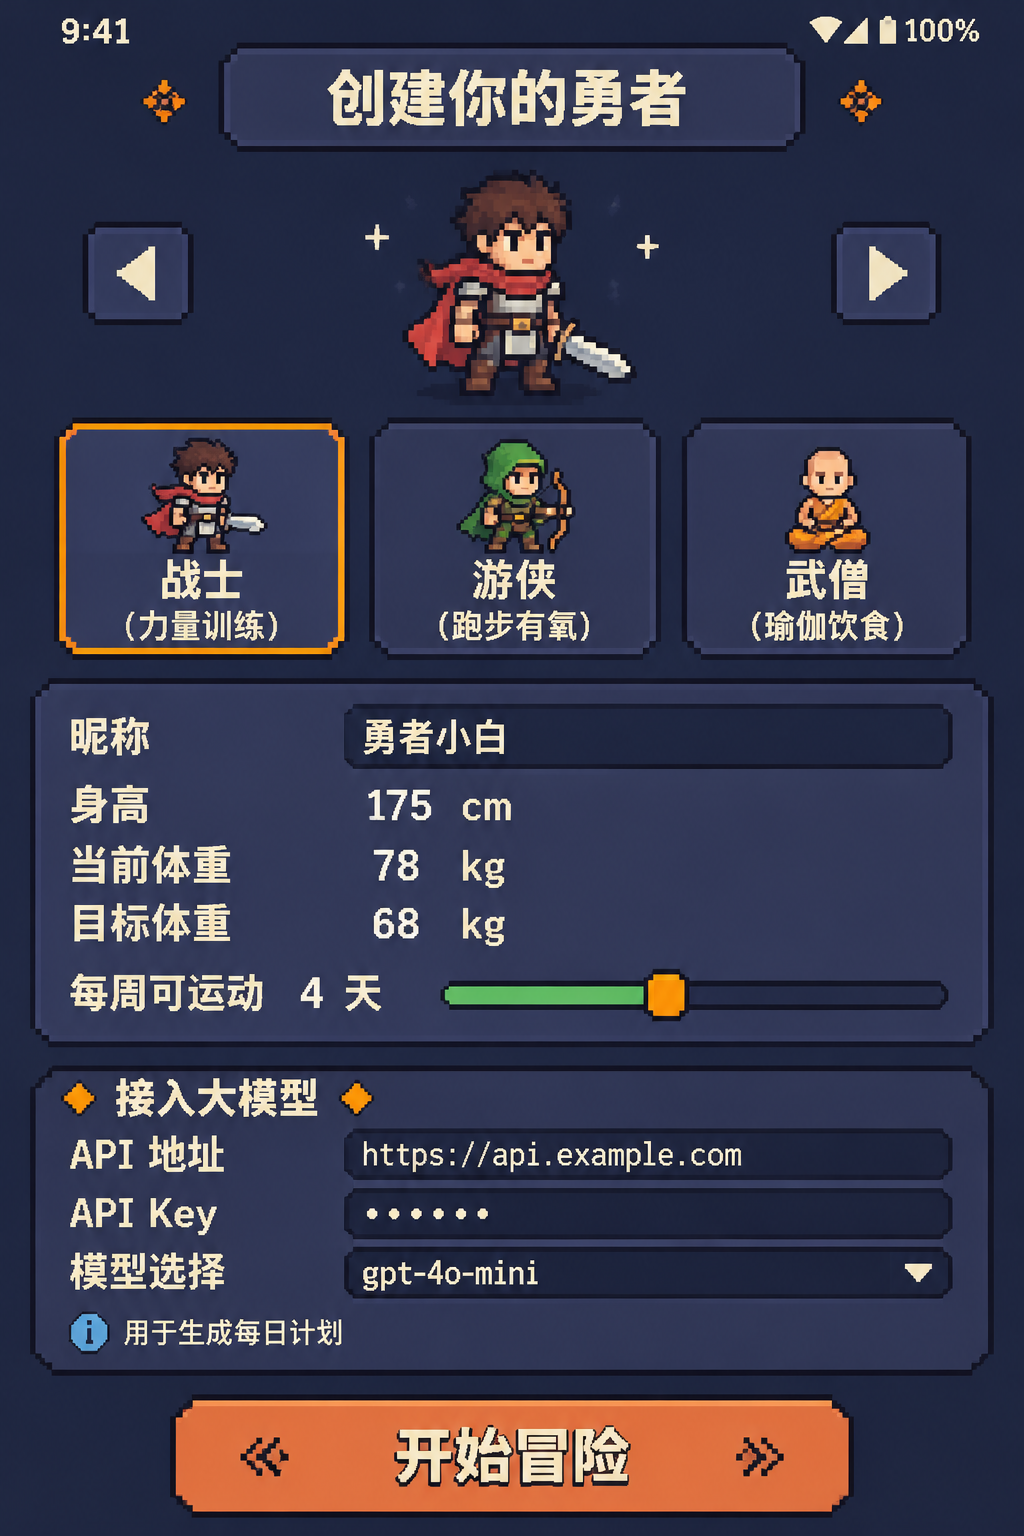 9:41 100%
创建你的勇者
战士
（力量训练）
游侠
（跑步有氧）
武僧
（瑜伽饮食）
昵称 勇者小白
身高 175 cm
当前体重 78 kg
目标体重 68 kg
每周可运动 4 天
接入大模型
API 地址 https://api.example.com
API Key ••••••
模型选择 gpt-4o-mini
i 用于生成每日计划
开始冒险